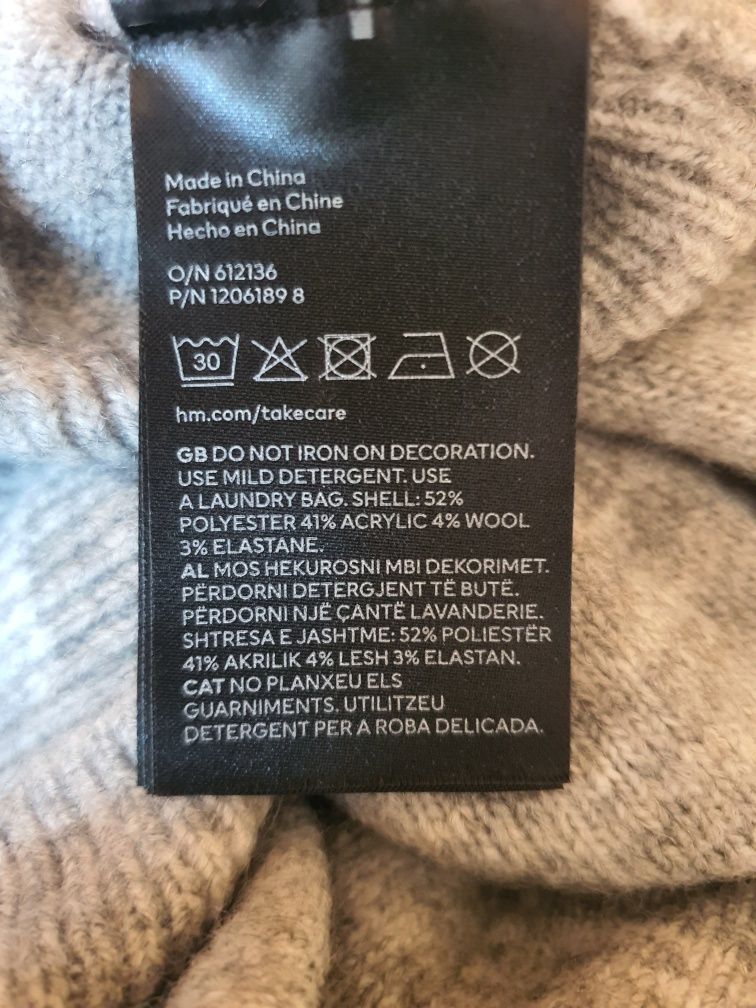 Made in China
Fabriqué en Chine
Hecho en China
O/N 612136
P/N 1206189 8
30
hm.com/takecare
GB DO NOT IRON ON DECORATION.
USE MILD DETERGENT. USE
A LAUNDRY BAG. SHELL: 52%
POLYESTER 41% ACRYLIC 4% WOOL
3% ELASTANE.
AL MOS HEKUROSNI MBI DEKORIMET.
PËRDORNI DETERGJENT TË BUTË.
PËRDORNI NJË ÇANTË LAVANDERIE.
SHTRESA E JASHTME: 52% POLIESTËR
41% AKRILIK 4% LESH 3% ELASTAN.
CAT NO PLANXEU ELS
GUARNIMENTS. UTILITZEU
DETERGENT PER A ROBA DELICADA.